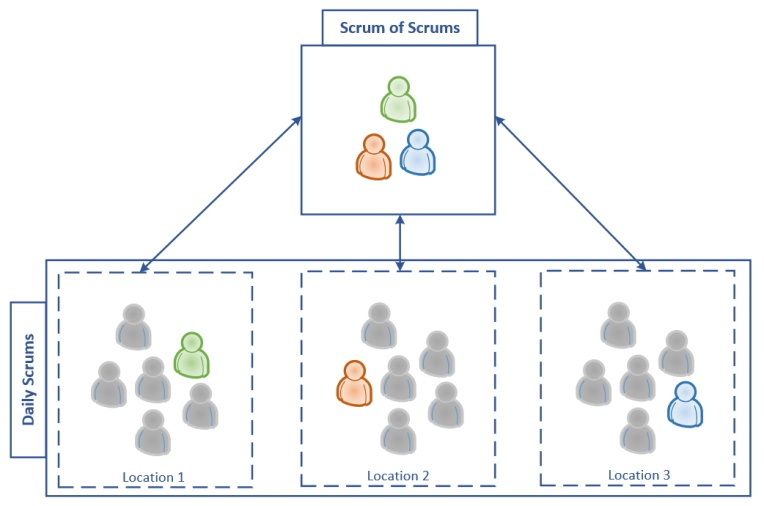 Scrum of Scrums
Daily Scrums
Location 1
Location 2
Location 3